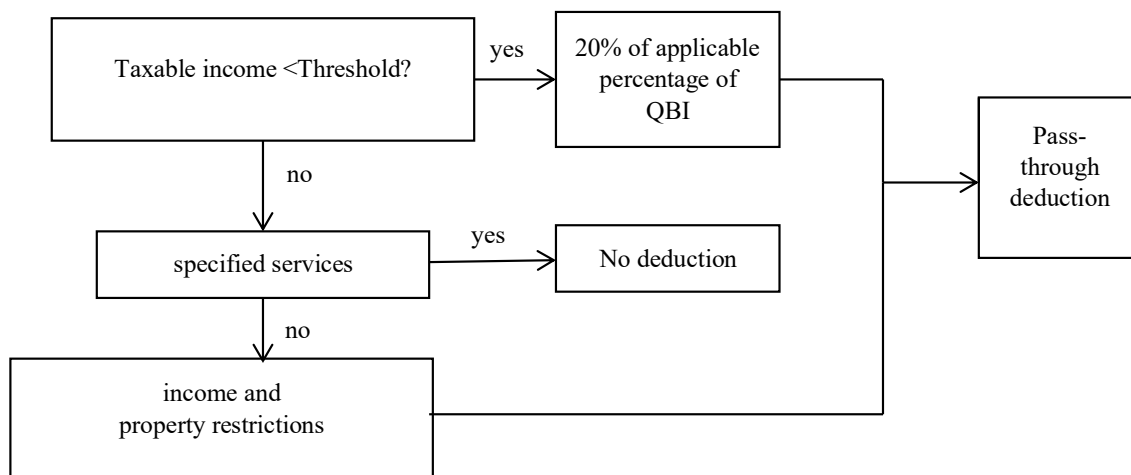 Taxable income <Threshold?
yes
20% of applicable
percentage of
QBI
Pass-
through
deduction
no
specified services
yes
No deduction
no
income and
property restrictions